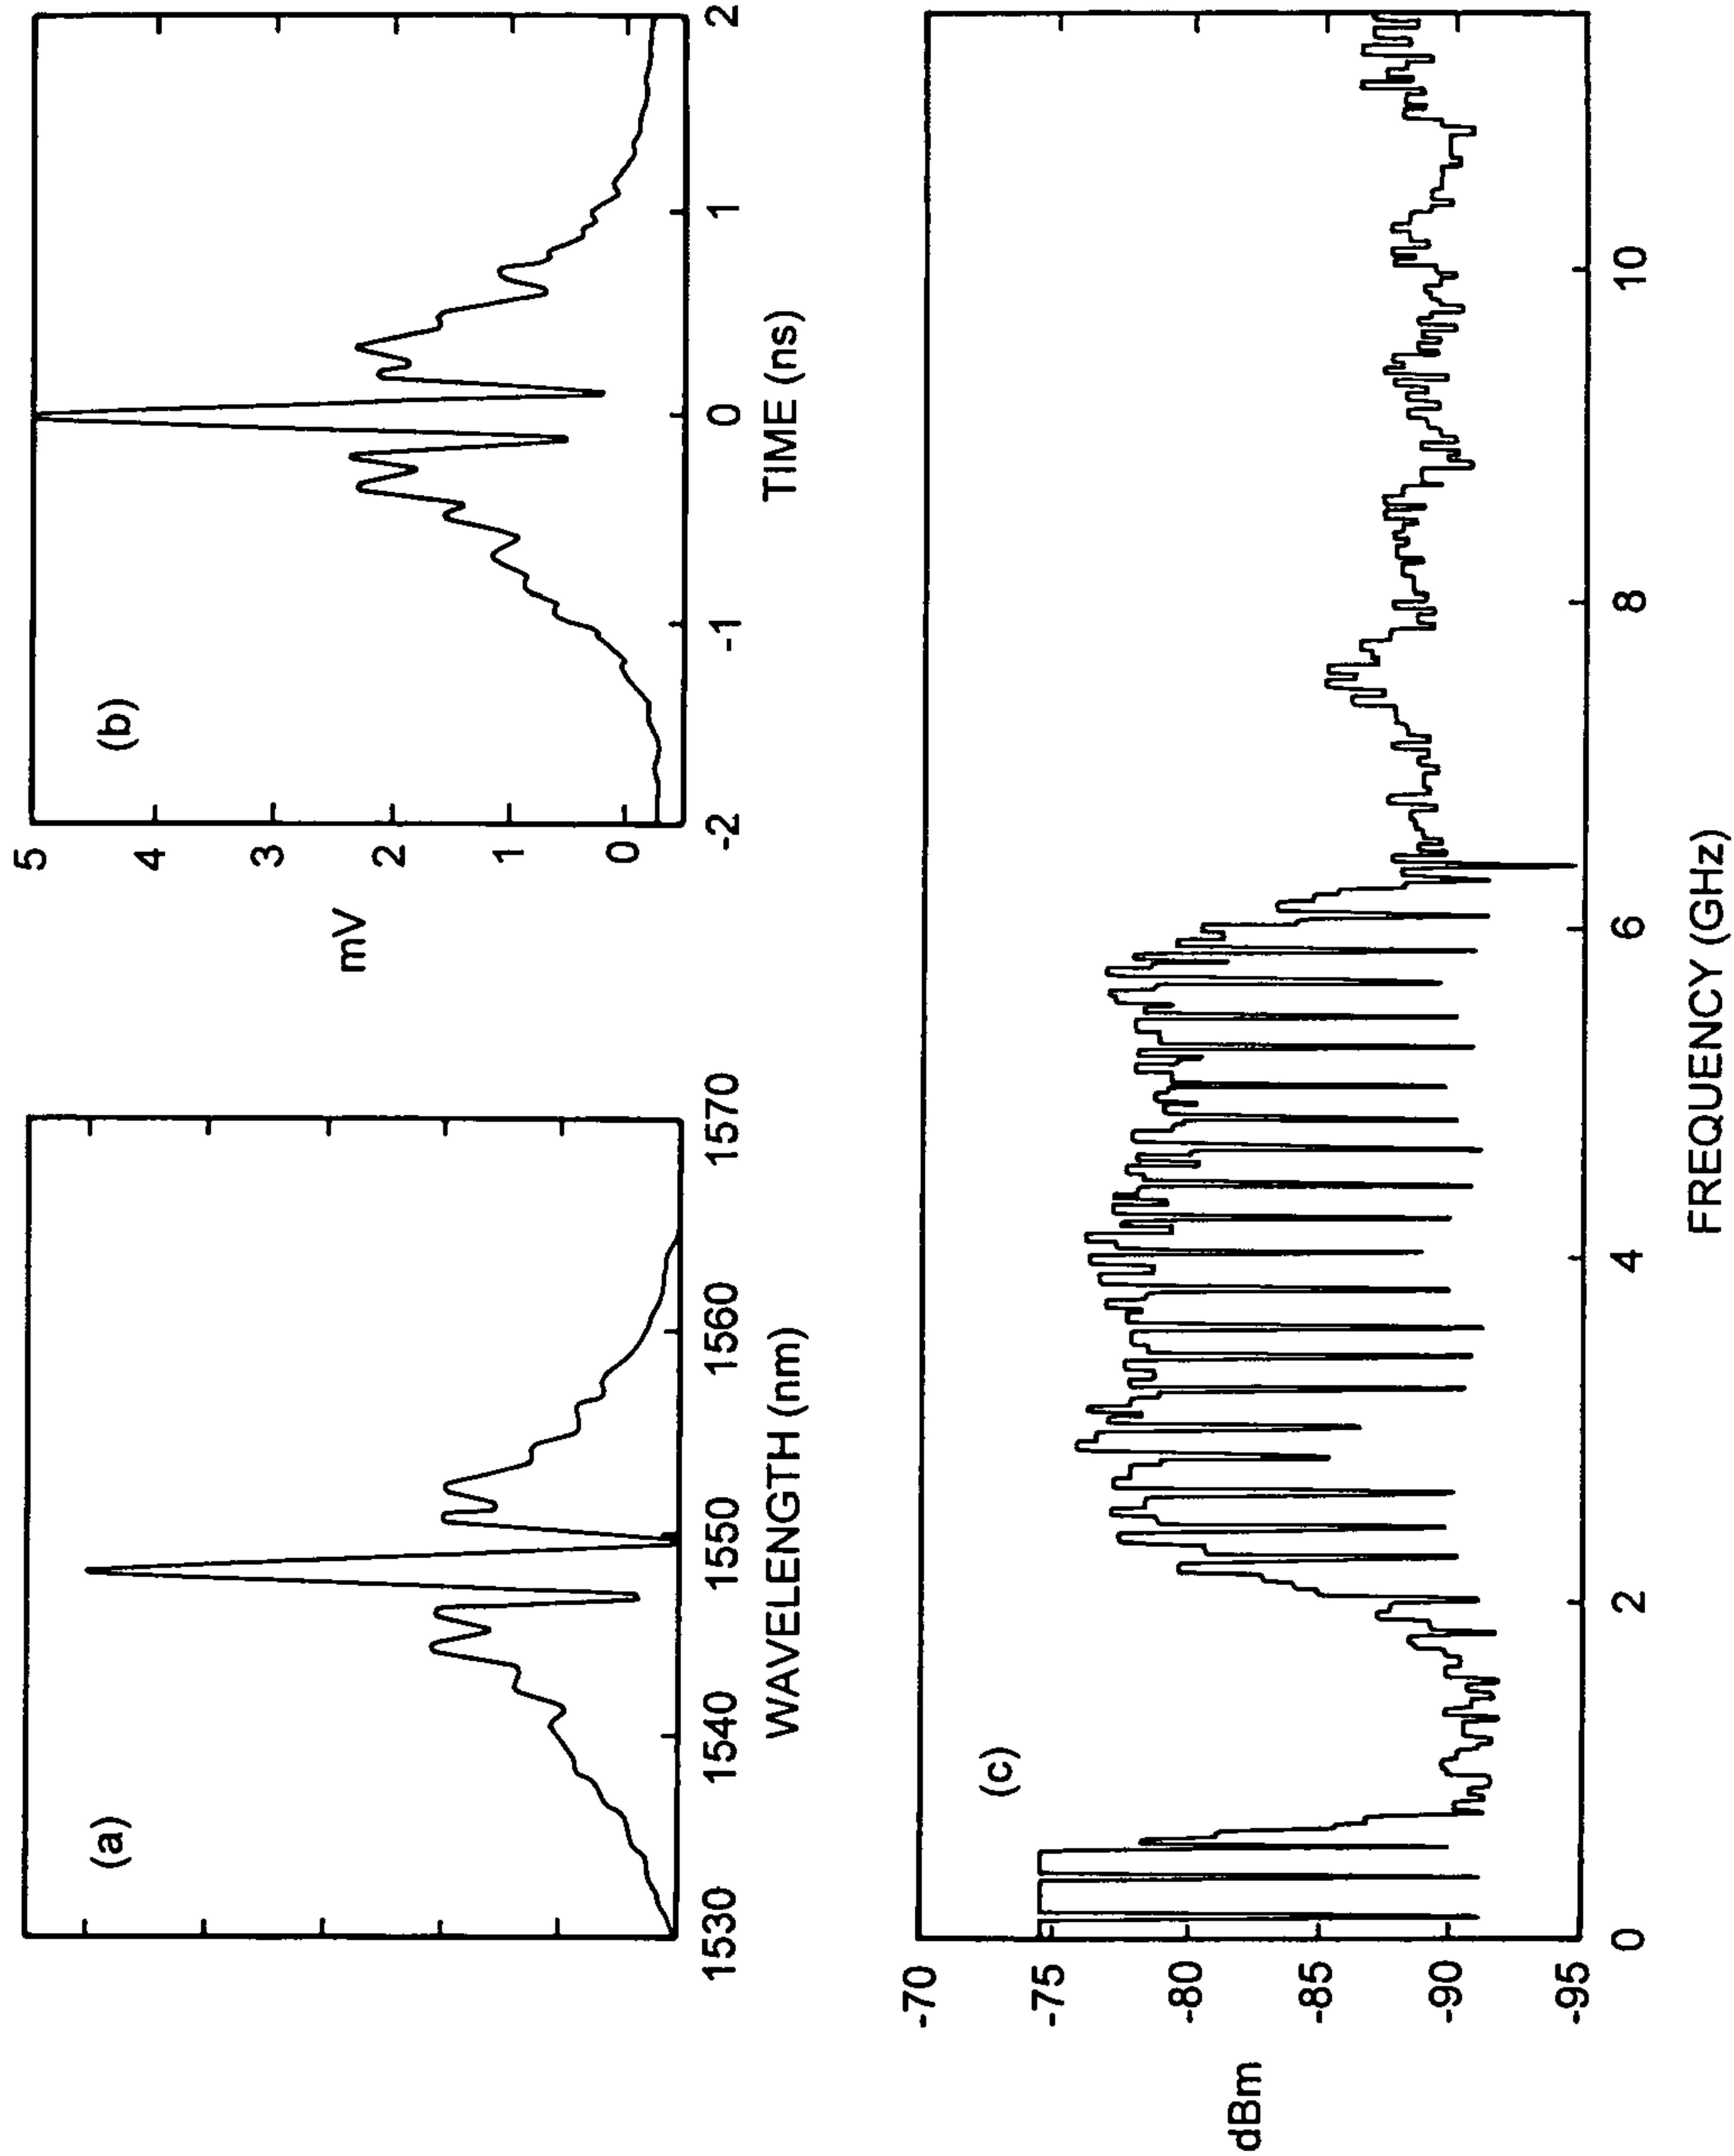 (a)
1530 1540 1550 1560 1570
WAVELENGTH (nm)
(b)
5
4
3
2
1
0
mV
-2 -1 0 1 2
TIME (ns)
(c)
-70
-75
-80
-85
-90
-95
dBm
0 2 4 6 8 10
FREQUENCY (GHz)